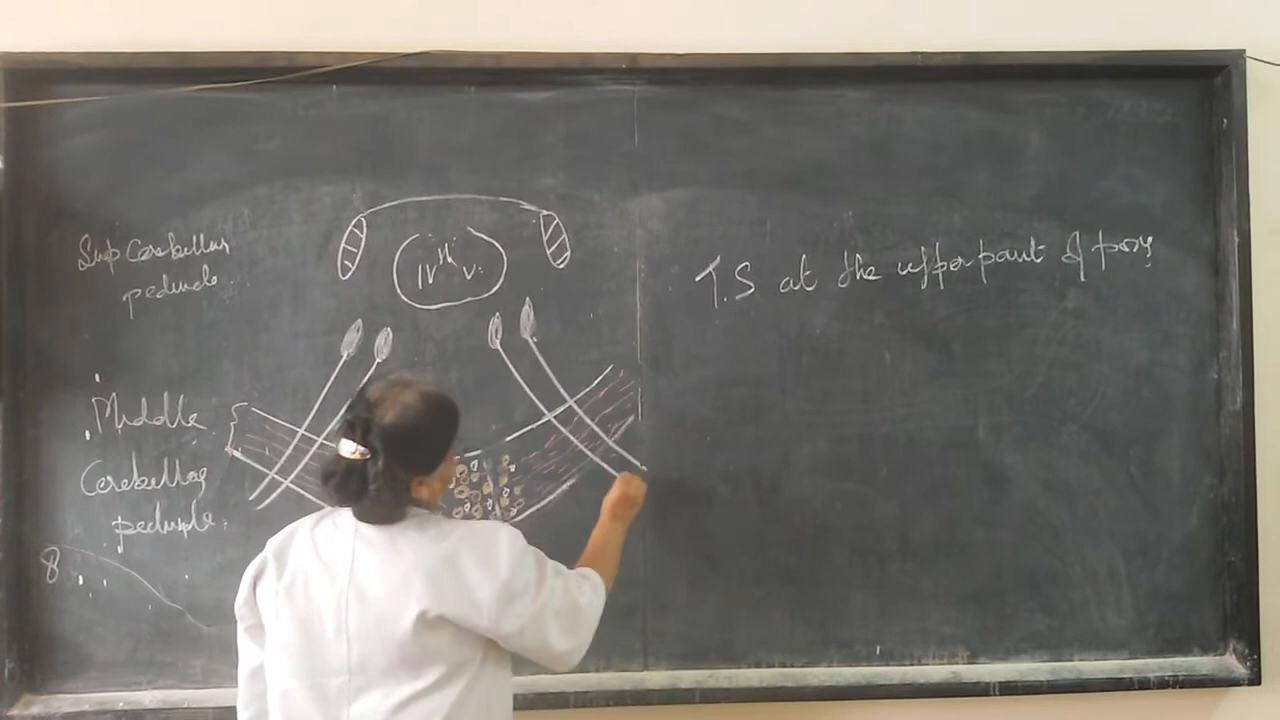 Sup Cerebellar
peduncle
IVth V.
T.S at the upper part of pons
Middle
Cerebellar
peduncle
8